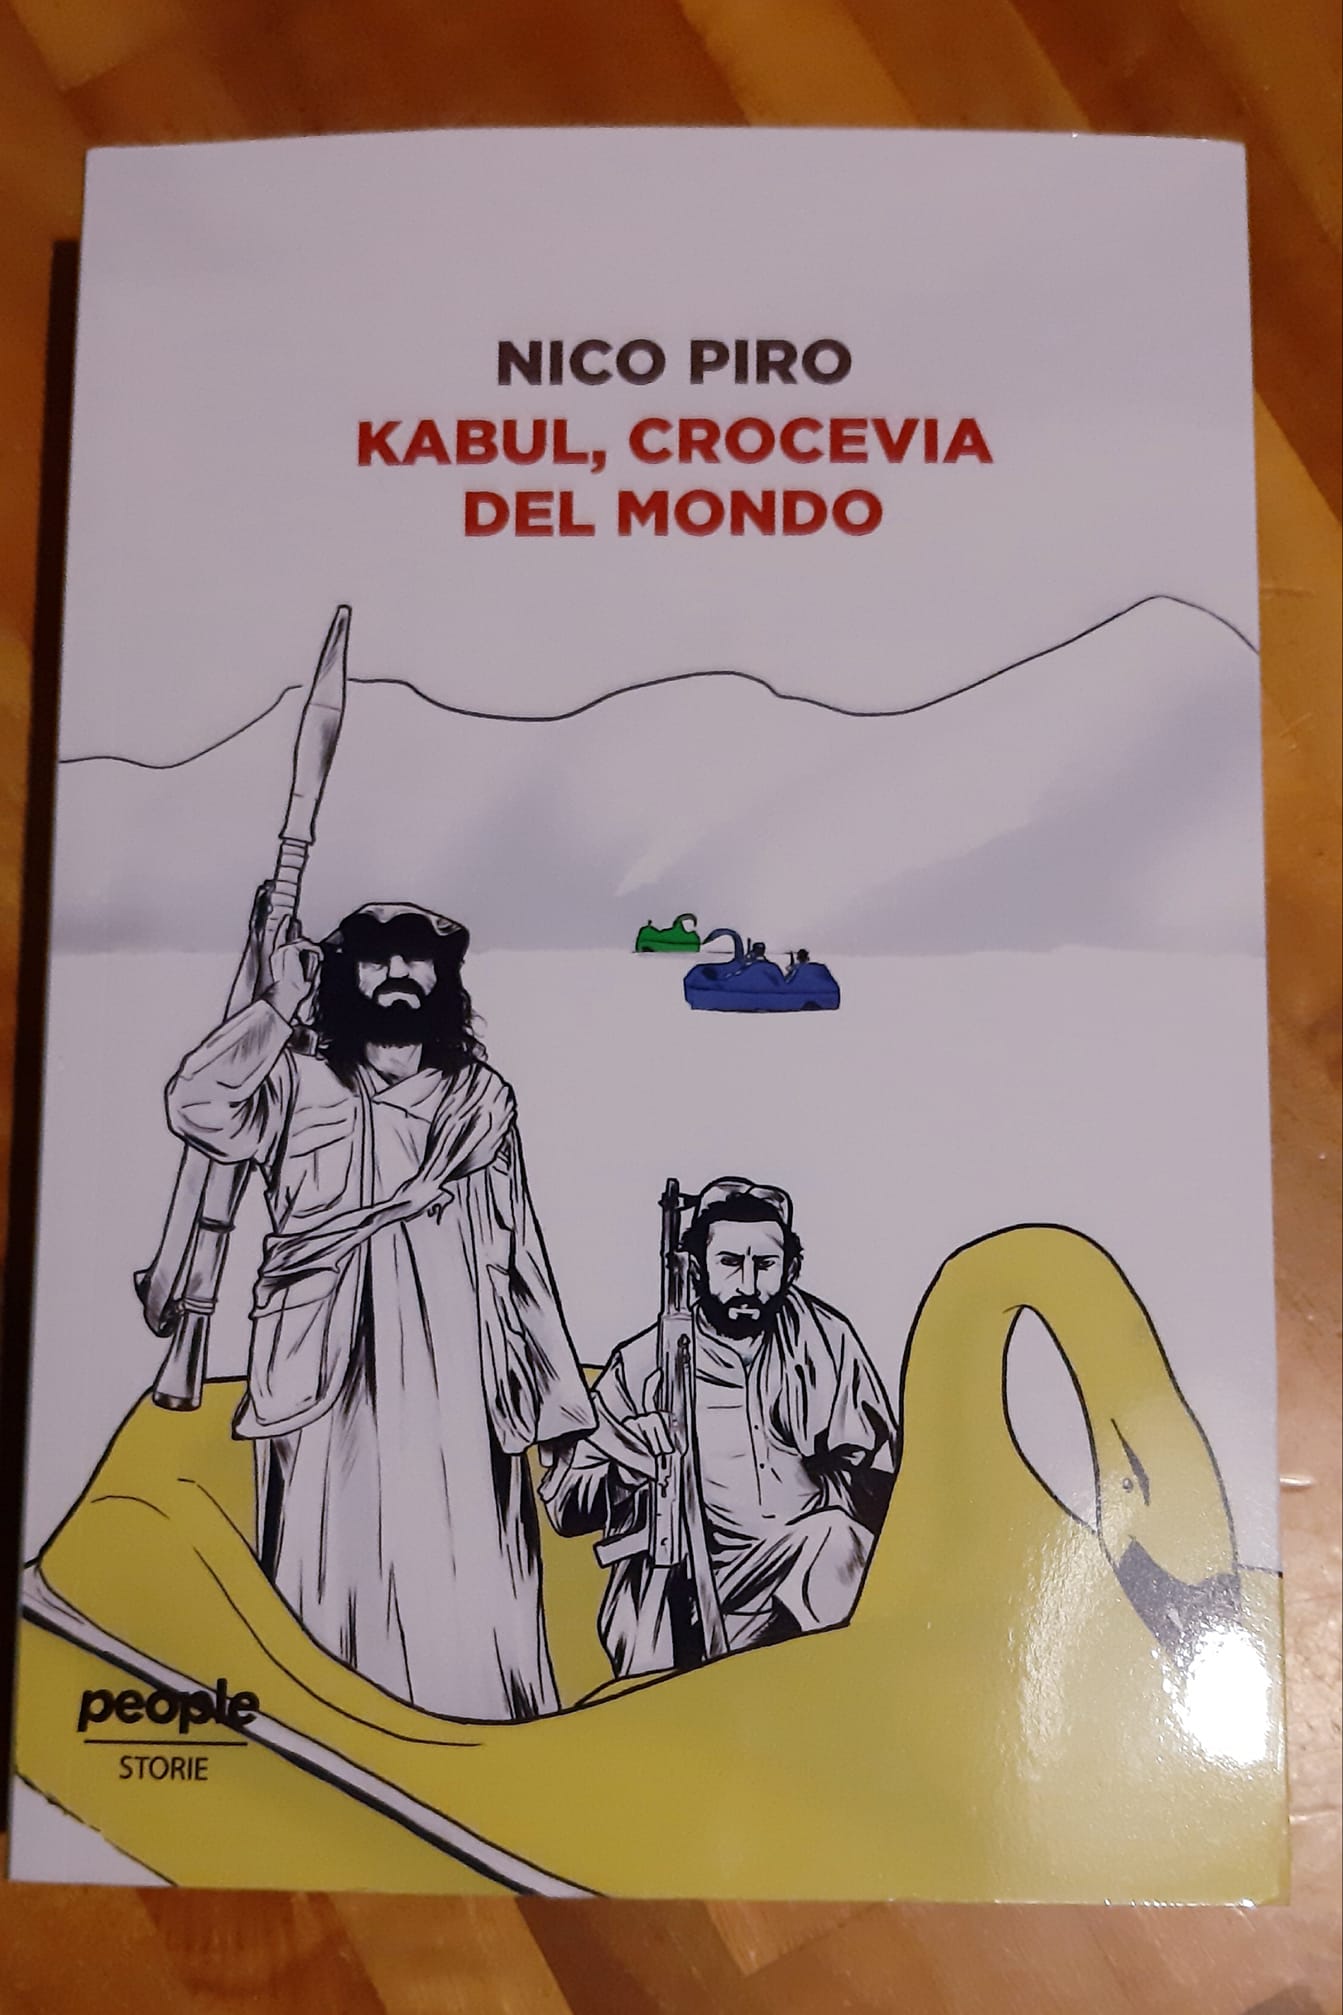 NICO PIRO
KABUL, CROCEVIA
DEL MONDO
people
STORIE